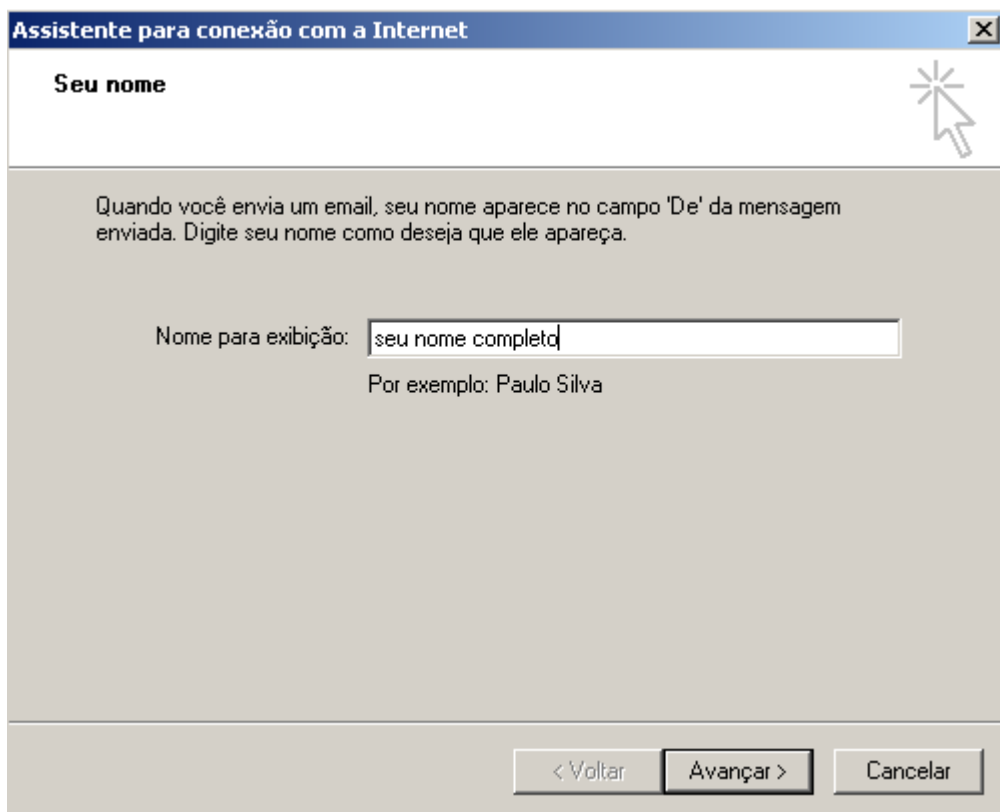 Assistente para conexão com a Internet
Seu nome
Quando você envia um email, seu nome aparece no campo 'De' da mensagem
enviada. Digite seu nome como deseja que ele apareça.
Nome para exibição: seu nome completo
Por exemplo: Paulo Silva
< Voltar Avançar > Cancelar